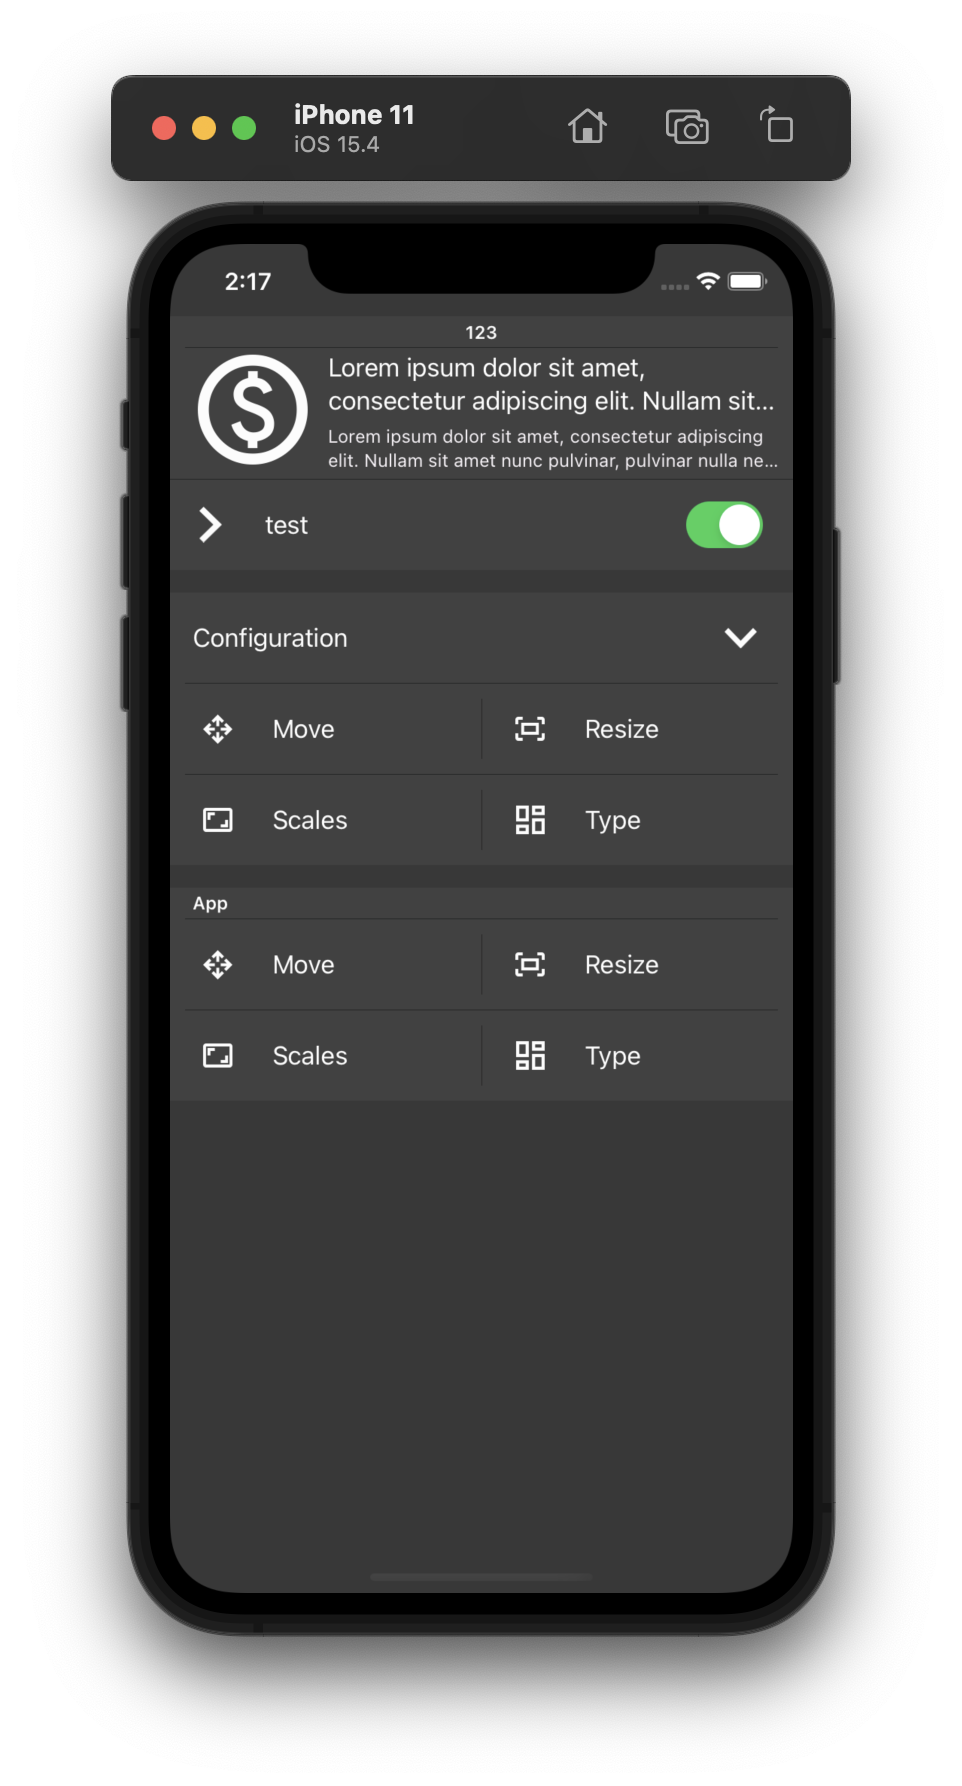 iPhone 11
iOS 15.4
2:17
123
Lorem ipsum dolor sit amet,
consectetur adipiscing elit. Nullam sit...
Lorem ipsum dolor sit amet, consectetur adipiscing
elit. Nullam sit amet nunc pulvinar, pulvinar nulla ne...
test
Configuration
Move
Resize
Scales
Type
App
Move
Resize
Scales
Type